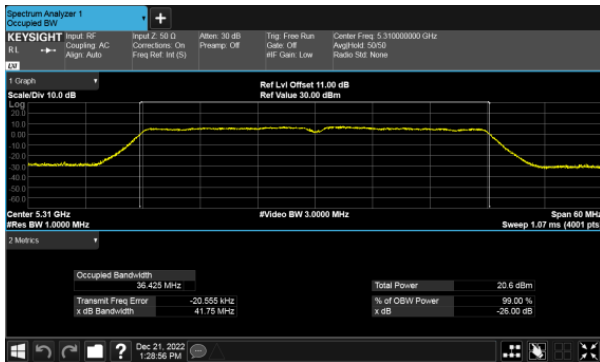 Spectrum Analyzer 1
Occupied BW
KEYSIGHT
Input: RF
Input Z: 50 Ω
Atten: 30 dB
Trig: Free Run
Center Freq: 5.310000000 GHz
R L
Coupling: AC
Corrections: On
Preamp: Off
Gate: Off
Avg|Hold: 50/50
Align: Auto
Freq Ref: Int (S)
#IF Gain: Low
Radio Std: None
1 Graph
Scale/Div 10.0 dB
Ref Lvl Offset 11.00 dB
Ref Value 30.00 dBm
Log
20.0
10.0
0.00
-10.0
-20.0
-30.0
-40.0
-50.0
-60.0
Center 5.31 GHz
#Video BW 3.0000 MHz
Span 60 MHz
#Res BW 1.0000 MHz
Sweep 1.07 ms (4001 pts)
2 Metrics
Occupied Bandwidth
36.425 MHz
Total Power 20.6 dBm
Transmit Freq Error -20.555 kHz
% of OBW Power 99.00 %
x dB Bandwidth 41.75 MHz
x dB -26.00 dB
Dec 21, 2022
1:28:56 PM